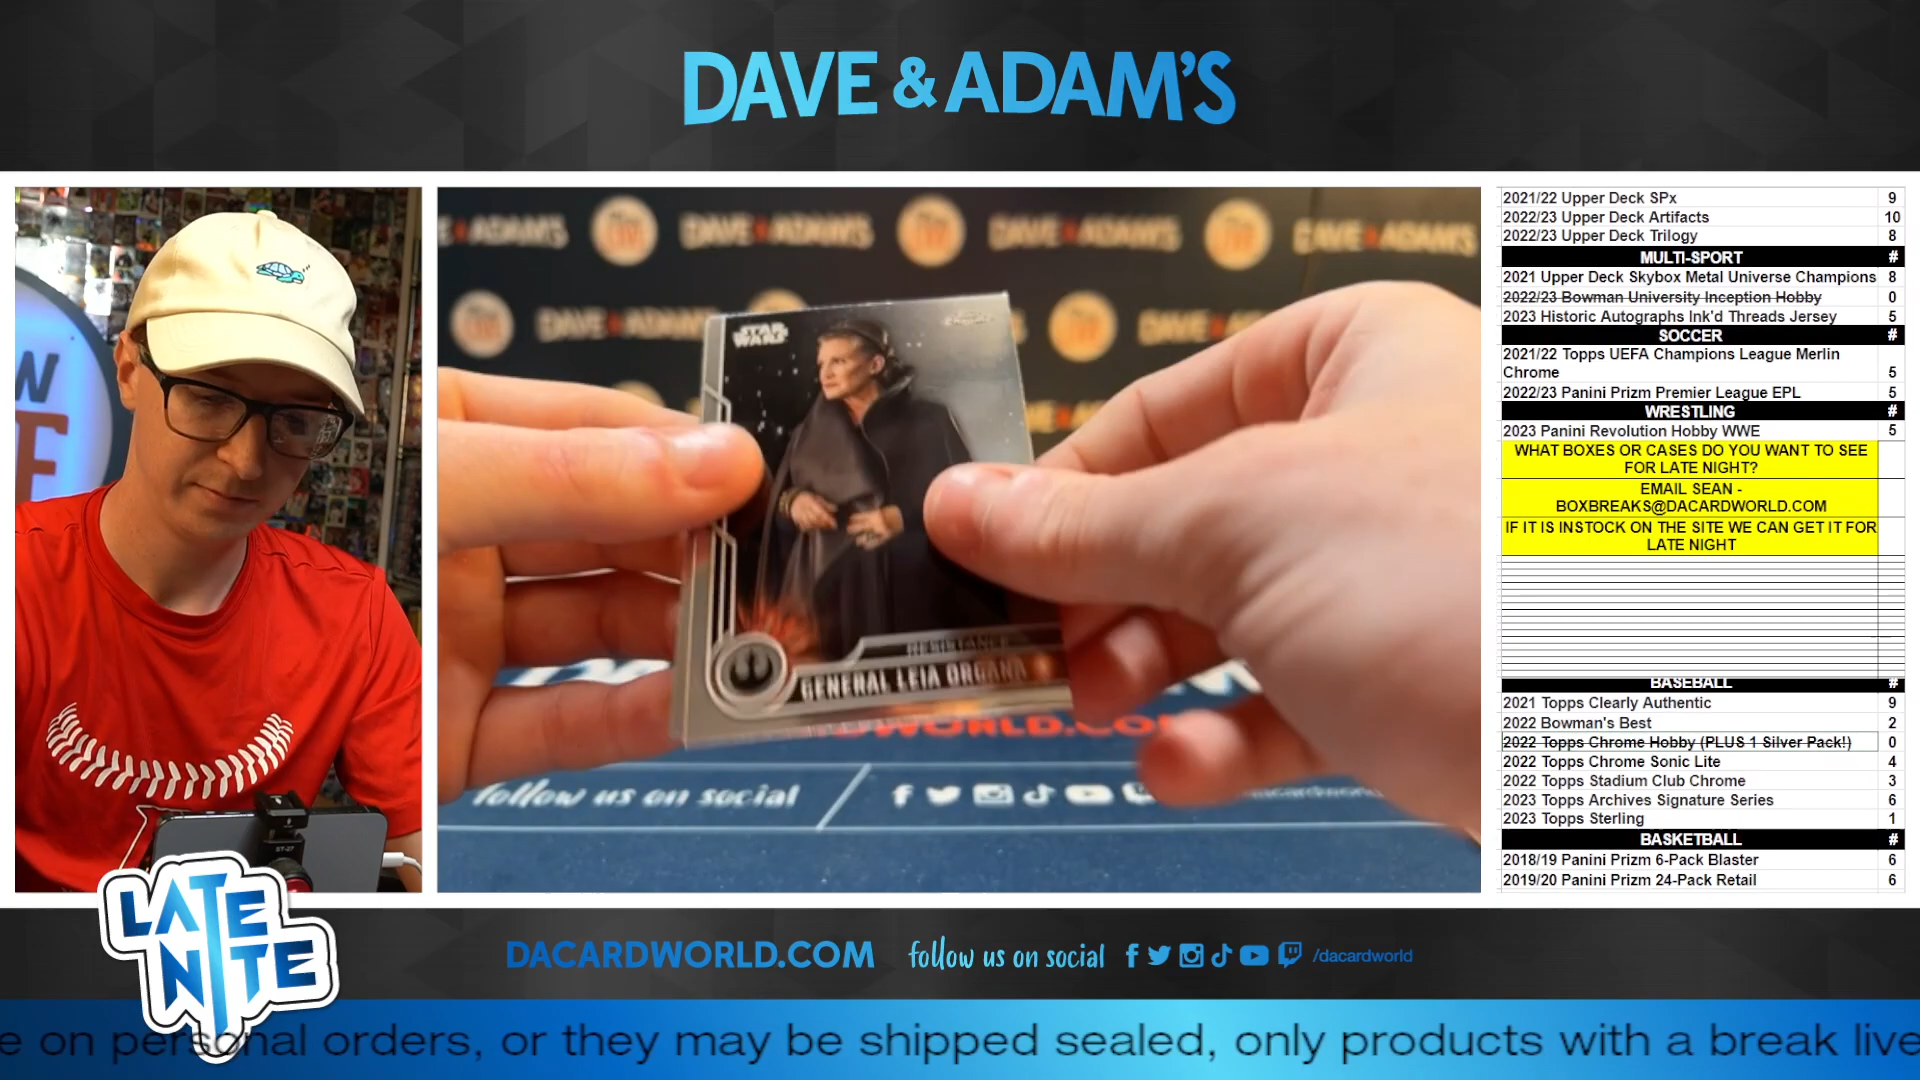 DAVE & ADAM'S
DAVE & ADAM'S
DAVE & ADAM'S
DAVE & ADAM'S
DAVE & ADAM'S
STAR
WARS
RESISTANCE
GENERAL LEIA ORGANA
follow us on social
2021/22 Upper Deck SPx 9
2022/23 Upper Deck Artifacts 10
2022/23 Upper Deck Trilogy 8
MULTI-SPORT #
2021 Upper Deck Skybox Metal Universe Champions 8
2022/23 Bowman University Inception Hobby 0
2023 Historic Autographs Ink'd Threads Jersey 5
SOCCER #
2021/22 Topps UEFA Champions League Merlin
Chrome 5
2022/23 Panini Prizm Premier League EPL 5
WRESTLING #
2023 Panini Revolution Hobby WWE 5
WHAT BOXES OR CASES DO YOU WANT TO SEE
FOR LATE NIGHT?
EMAIL SEAN -
BOXBREAKS@DACARDWORLD.COM
IF IT IS INSTOCK ON THE SITE WE CAN GET IT FOR
LATE NIGHT
BASEBALL #
2021 Topps Clearly Authentic 9
2022 Bowman's Best 2
2022 Topps Chrome Hobby (PLUS 1 Silver Pack!) 0
2022 Topps Chrome Sonic Lite 4
2022 Topps Stadium Club Chrome 3
2023 Topps Archives Signature Series 6
2023 Topps Sterling 1
BASKETBALL #
2018/19 Panini Prizm 6-Pack Blaster 6
2019/20 Panini Prizm 24-Pack Retail 6
LATE
NITE
DACARDWORLD.COM follow us on social /dacardworld
e on personal orders, or they may be shipped sealed, only products with a break live